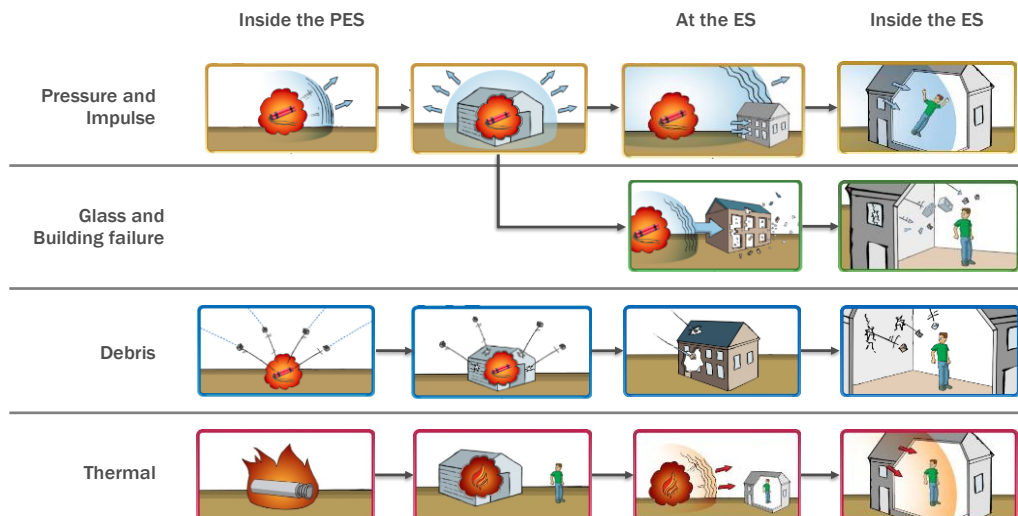 Inside the PES
At the ES
Inside the ES
Pressure and
Impulse
Glass and
Building failure
Debris
Thermal